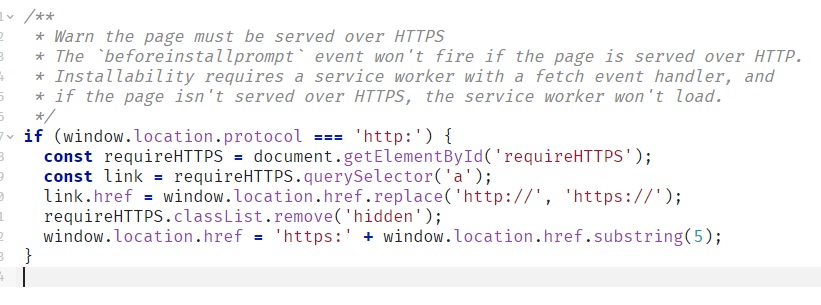 /**
 * Warn the page must be served over HTTPS
 * The `beforeinstallprompt` event won't fire if the page is served over HTTP.
 * Installability requires a service worker with a fetch event handler, and
 * if the page isn't served over HTTPS, the service worker won't load.
 */
if (window.location.protocol === 'http:') {
  const requireHTTPS = document.getElementById('requireHTTPS');
  const link = requireHTTPS.querySelector('a');
  link.href = window.location.href.replace('http://', 'https://');
  requireHTTPS.classList.remove('hidden');
  window.location.href = 'https:' + window.location.href.substring(5);
}